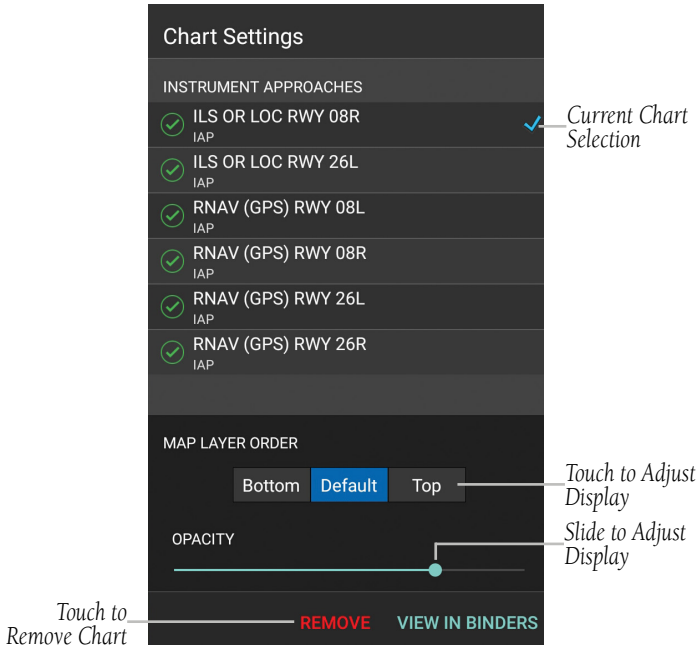 Chart Settings
INSTRUMENT APPROACHES
ILS OR LOC RWY 08R
IAP
Current Chart
Selection
ILS OR LOC RWY 26L
IAP
RNAV (GPS) RWY 08L
IAP
RNAV (GPS) RWY 08R
IAP
RNAV (GPS) RWY 26L
IAP
RNAV (GPS) RWY 26R
IAP
MAP LAYER ORDER
Bottom Default Top
Touch to Adjust
Display
OPACITY
Slide to Adjust
Display
Touch to
Remove Chart
REMOVE VIEW IN BINDERS